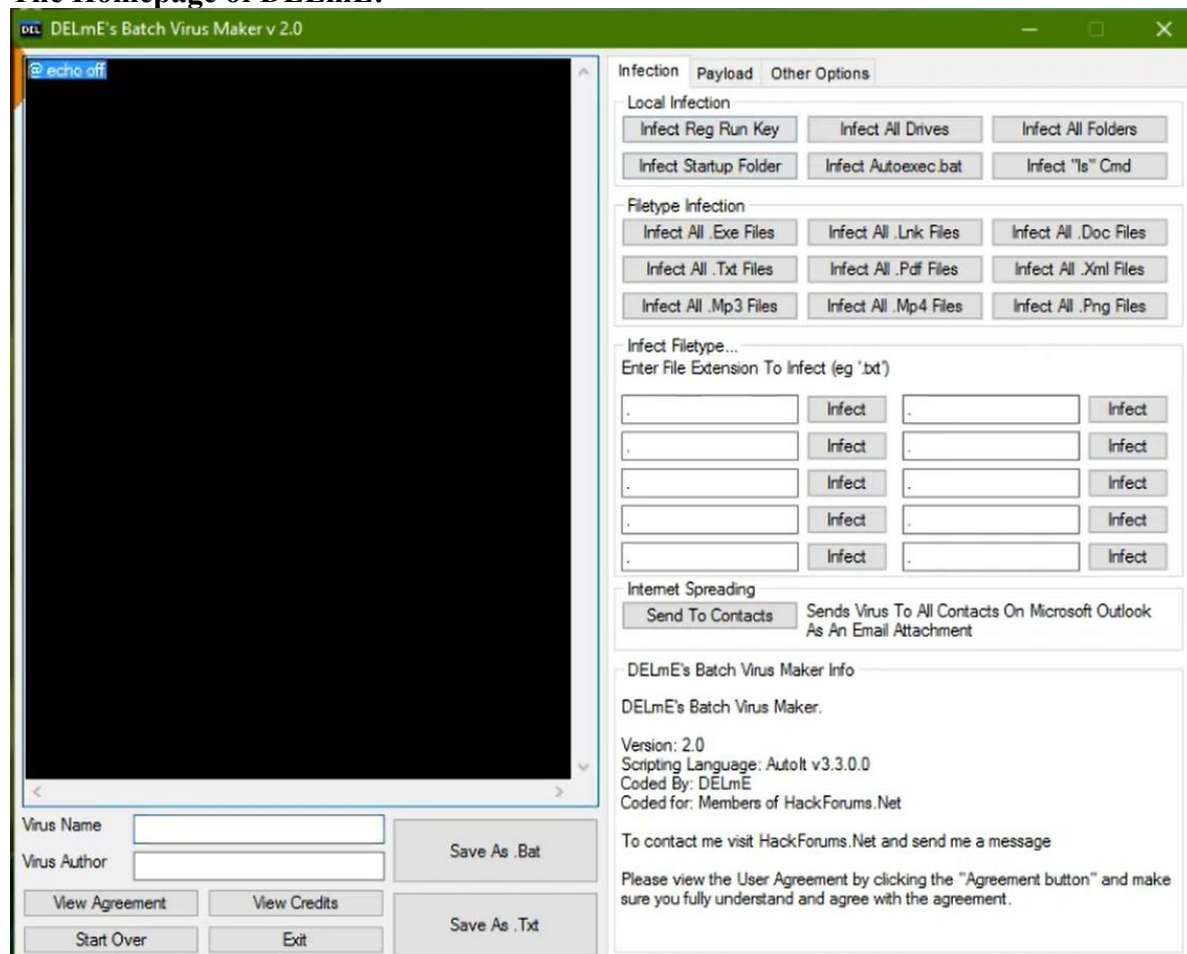 The Homepage of DELmE:
DEL DELmE's Batch Virus Maker v 2.0
@ echo off
Infection Payload Other Options
Local Infection
Infect Reg Run Key Infect All Drives Infect All Folders
Infect Startup Folder Infect Autoexec.bat Infect "ls" Cmd
Filetype Infection
Infect All .Exe Files Infect All .Lnk Files Infect All .Doc Files
Infect All .Txt Files Infect All .Pdf Files Infect All .Xml Files
Infect All .Mp3 Files Infect All .Mp4 Files Infect All .Png Files
Infect Filetype...
Enter File Extension To Infect (eg '.txt')
. Infect . Infect
. Infect . Infect
. Infect . Infect
. Infect . Infect
. Infect . Infect
Internet Spreading
Send To Contacts Sends Virus To All Contacts On Microsoft Outlook
As An Email Attachment
DELmE's Batch Virus Maker Info
DELmE's Batch Virus Maker.
Version: 2.0
Scripting Language: AutoIt v3.3.0.0
Coded By: DELmE
Coded for: Members of HackForums.Net
To contact me visit HackForums.Net and send me a message
Please view the User Agreement by clicking the "Agreement button" and make
sure you fully understand and agree with the agreement.
Virus Name
Virus Author
Save As .Bat
View Agreement View Credits
Start Over Exit
Save As .Txt